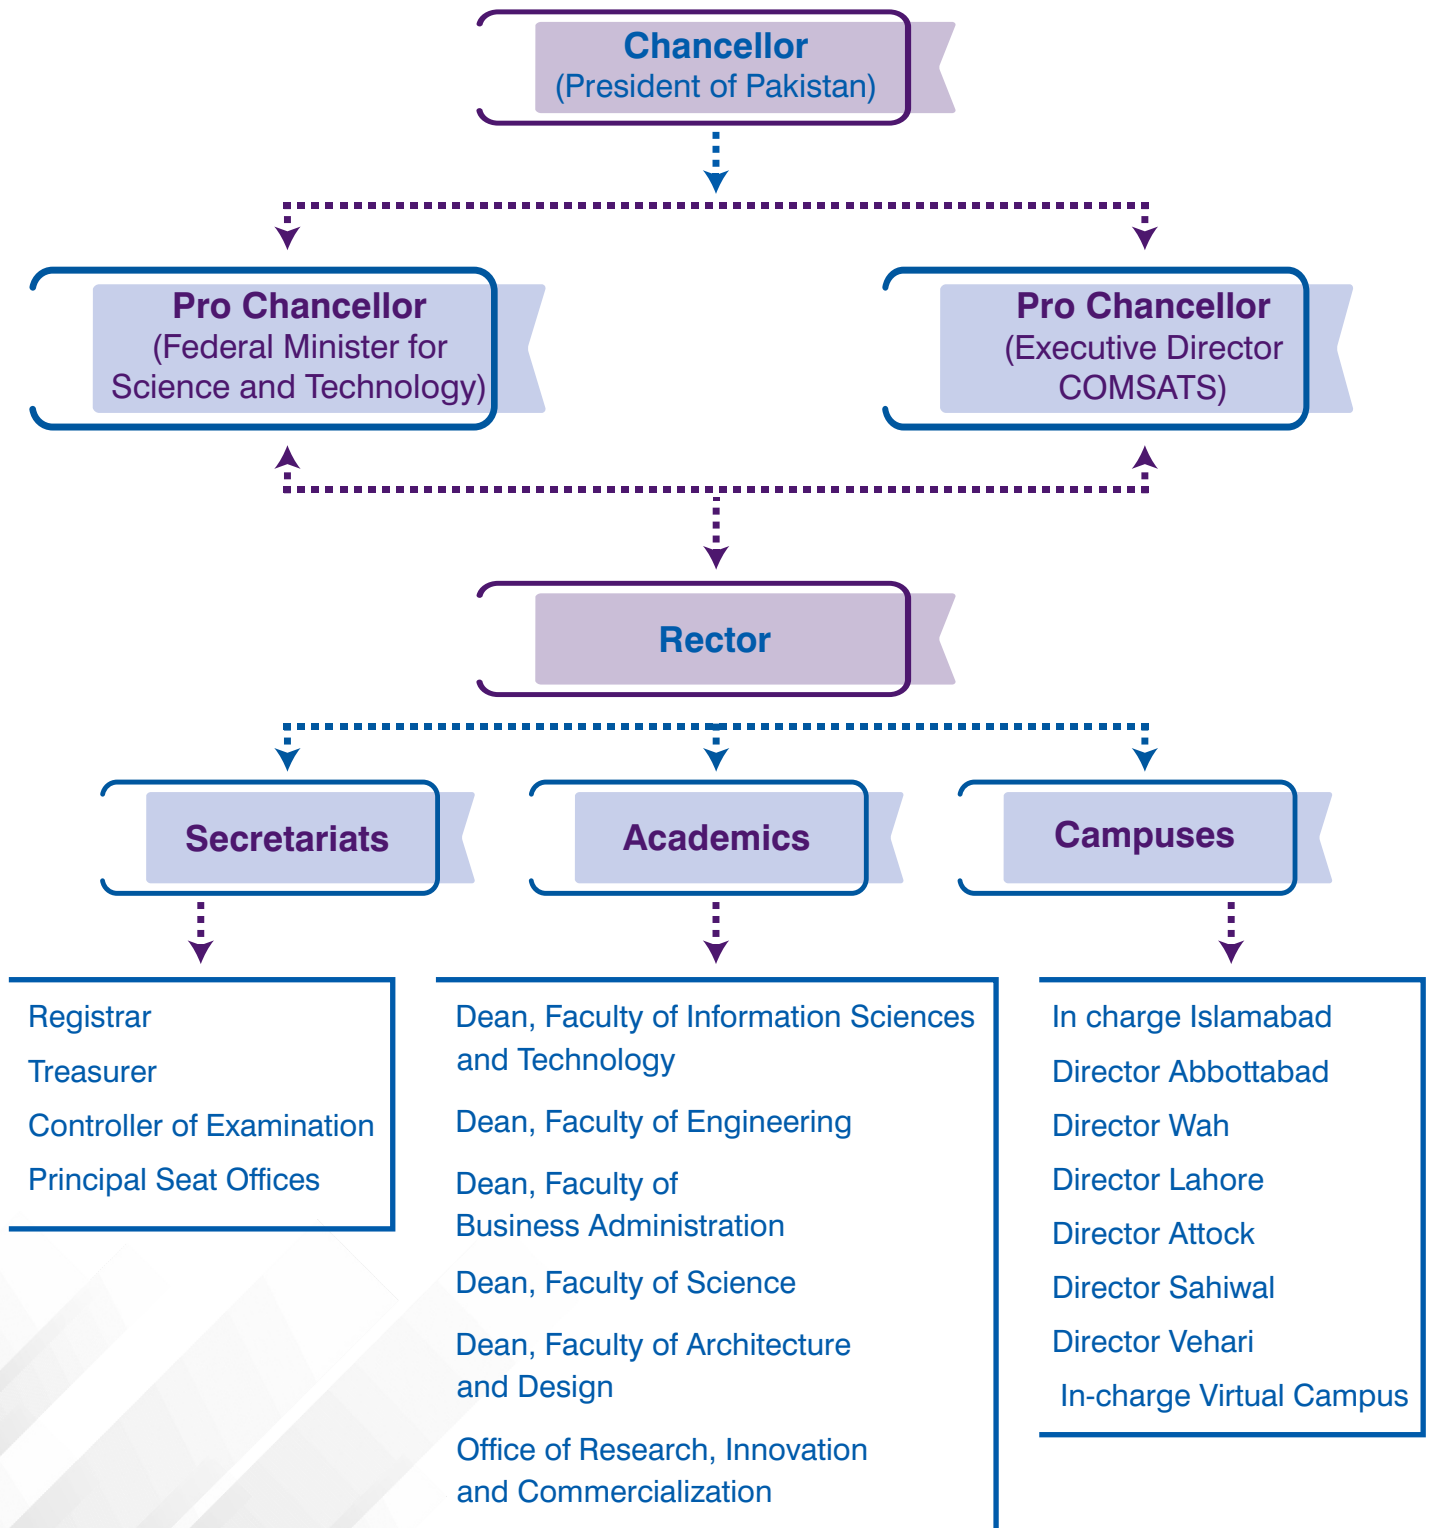 Chancellor
(President of Pakistan)
Pro Chancellor
(Federal Minister for
Science and Technology)
Pro Chancellor
(Executive Director
COMSATS)
Rector
Secretariats
Academics
Campuses
Registrar
Treasurer
Controller of Examination
Principal Seat Offices
Dean, Faculty of Information Sciences
and Technology
Dean, Faculty of Engineering
Dean, Faculty of
Business Administration
Dean, Faculty of Science
Dean, Faculty of Architecture
and Design
Office of Research, Innovation
and Commercialization
In charge Islamabad
Director Abbottabad
Director Wah
Director Lahore
Director Attock
Director Sahiwal
Director Vehari
In-charge Virtual Campus